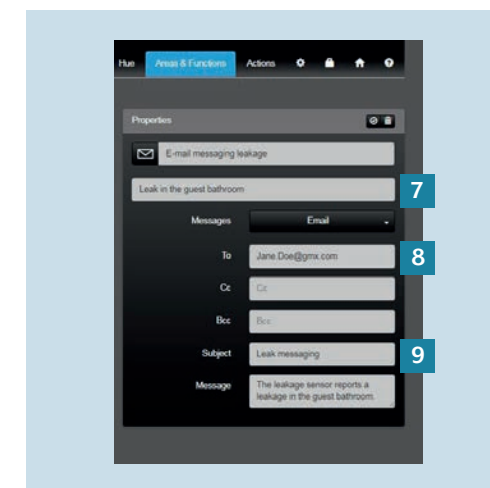 Hue Areas & Functions Actions
Properties
E-mail messaging leakage
Leak in the guest bathroom
7
Messages Email
To Jane.Doe@gmx.com
8
Cc Cc
Bcc Bcc
Subject Leak messaging
9
Message The leakage sensor reports a
leakage in the guest bathroom.